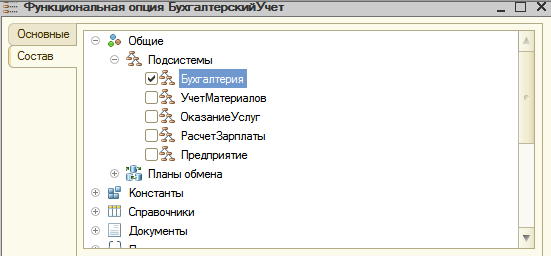 Функциональная опция БухгалтерскийУчет
Основные
Состав
Общие
Подсистемы
Бухгалтерия
УчетМатериалов
ОказаниеУслуг
РасчетЗарплаты
Предприятие
Планы обмена
Константы
Справочники
Документы